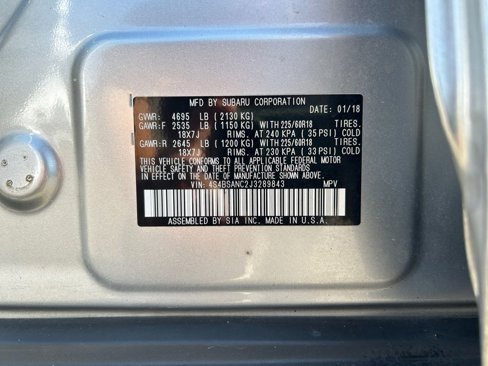 MFD BY SUBARU CORPORATION
DATE: 01/18
GVWR: 4695 LB (2130 KG)
GAWR:F 2535 LB (1150 KG) WITH 225/60R18 TIRES.
18X7J RIMS. AT 240 KPA (35 PSI) COLD
GAWR:R 2645 LB (1200 KG) WITH 225/60R18 TIRES.
18X7J RIMS. AT 230 KPA (33 PSI) COLD
THIS VEHICLE CONFORMS TO ALL APPLICABLE FEDERAL MOTOR
VEHICLE SAFETY AND THEFT PREVENTION STANDARDS
IN EFFECT ON THE DATE OF MANUFACTURE SHOWN ABOVE.
VIN: 4S4BSANC2J3289843 MPV
ASSEMBLED BY SIA INC. MADE IN U.S.A.